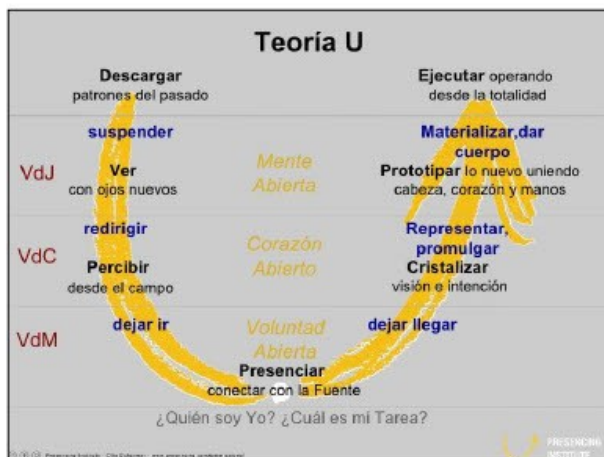 Teoría U
Descargar
patrones del pasado
Ejecutar operando
desde la totalidad
suspender
Materializar,dar
cuerpo
VdJ
Ver
con ojos nuevos
Mente
Abierta
Prototipar lo nuevo uniendo
cabeza, corazón y manos
redirigir
Representar,
promulgar
VdC
Corazón
Abierto
Percibir
desde el campo
Cristalizar
visión e intención
dejar ir
dejar llegar
VdM
Voluntad
Abierta
Presenciar
conectar con la Fuente
¿Quién soy Yo? ¿Cuál es mi Tarea?
PRESENCING
INSTITUTE